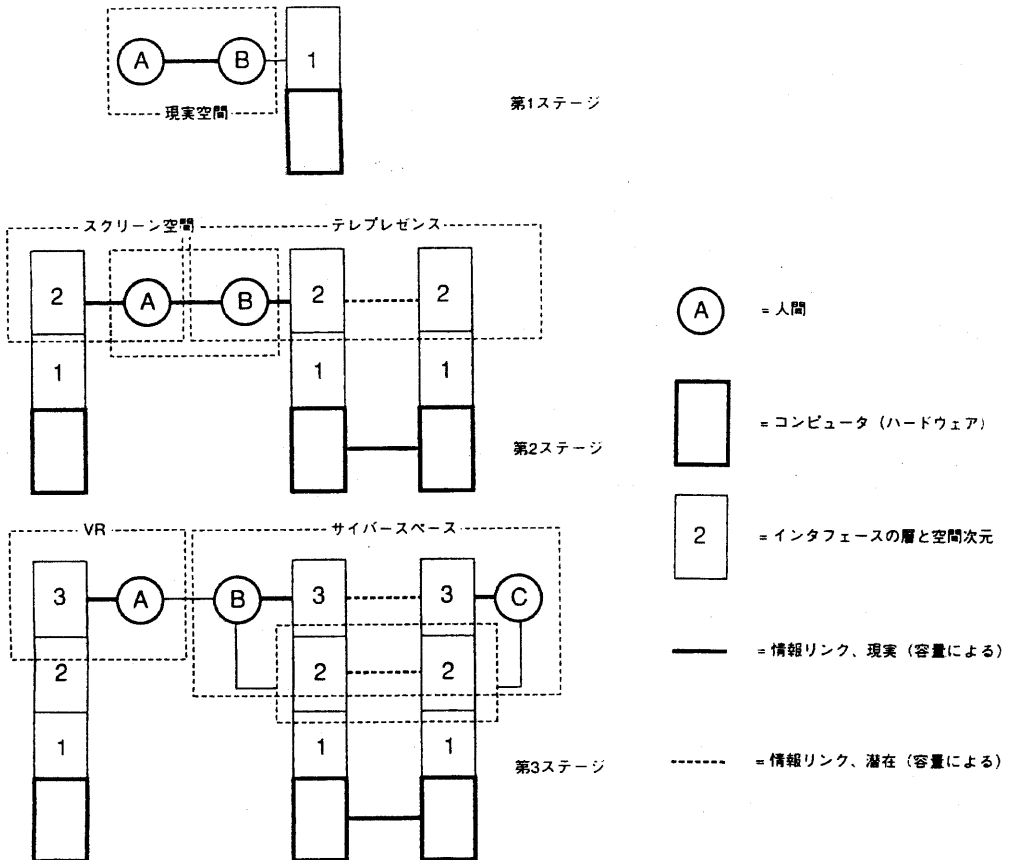 A
B
1
現実空間
第1ステージ
スクリーン空間
テレプレゼンス
2
A
B
2
2
1
1
1
第2ステージ
VR
サイバースペース
3
A
B
3
3
C
2
2
2
1
1
1
第3ステージ
A
= 人間
= コンピュータ (ハードウェア)
2
= インタフェースの層と空間次元
= 情報リンク、現実 (容量による)
= 情報リンク、潜在 (容量による)